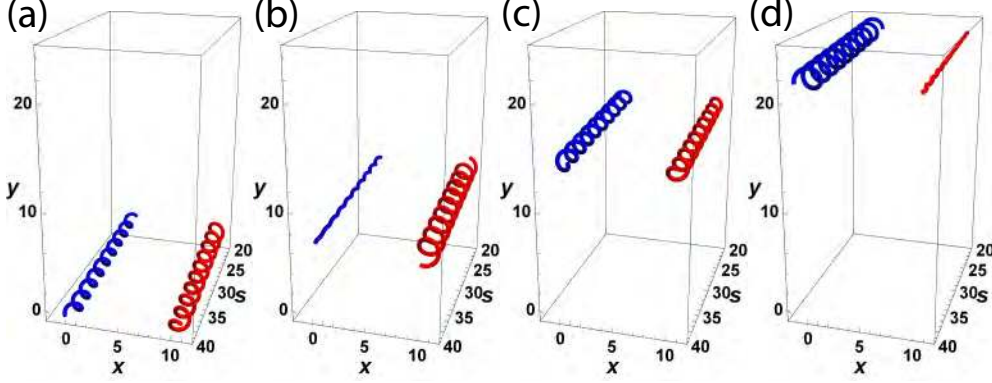 (a) (b) (c) (d)
20 20 20 20
y y y y
10 10 10 10
20 20 20 20
25 25 25 25
30 s 30 s 30 s 30 s
0 0 0 0
35 35 35 35
0 5 10 40 0 5 10 40 0 5 10 40 0 5 10 40
x x x x